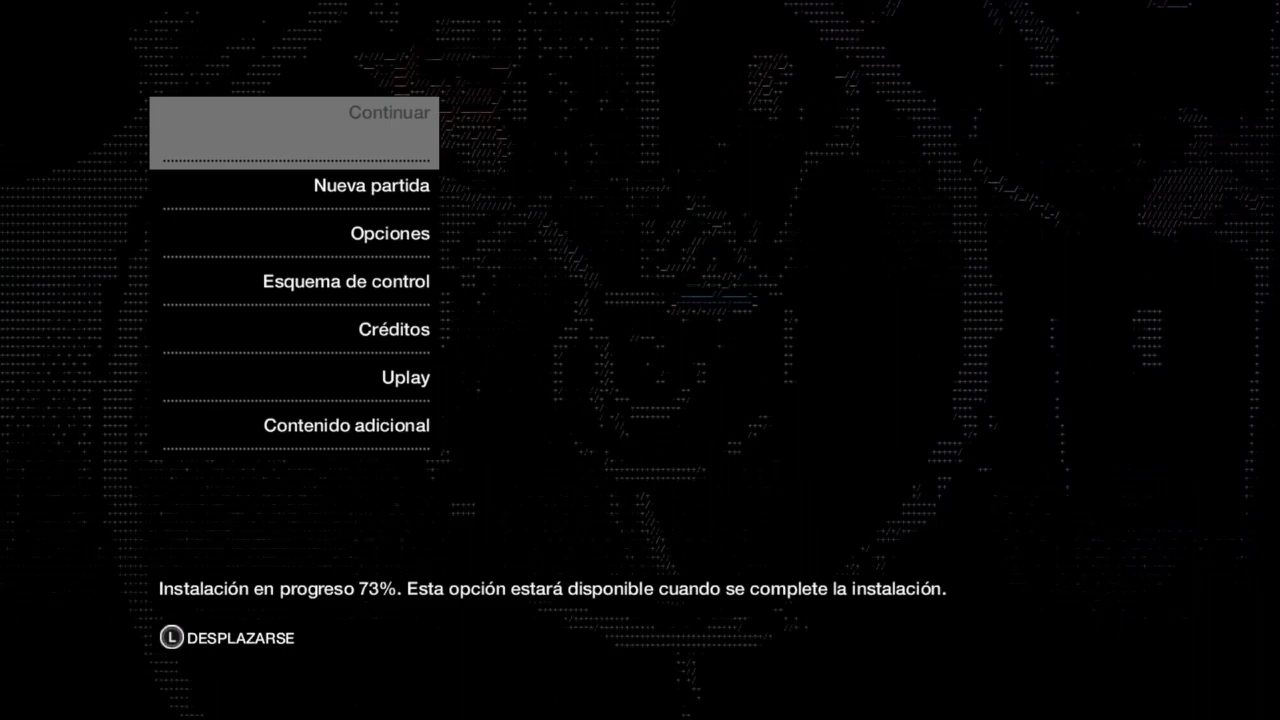 Continuar
Nueva partida
Opciones
Esquema de control
Créditos
Uplay
Contenido adicional
Instalación en progreso 73%. Esta opción estará disponible cuando se complete la instalación.
L DESPLAZARSE